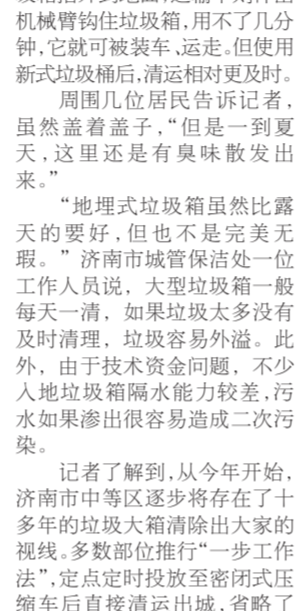 机械臂钩住垃圾箱，用不了几分
钟，它就可被装车、运走。但使用
新式垃圾桶后，清运相对更及时。
周围几位居民告诉记者，
虽然盖着盖子，“但是一到夏
天，这里还是有臭味散发出
来。”
“地埋式垃圾箱虽然比露
天的要好，但也不是完美无
瑕。”济南市城管保洁处一位
工作人员说，大型垃圾箱一般
每天一清，如果垃圾太多没有
及时清理，垃圾容易外溢。此
外，由于技术资金问题，不少
入地垃圾箱隔水能力较差，污
水如果渗出很容易造成二次污
染。
记者了解到，从今年开始，
济南市中等区逐步将存在了十
多年的垃圾大箱清除出大家的
视线。多数部位推行“一步工作
法”，定点定时投放至密闭式压
缩车后直接清运出城，省略了